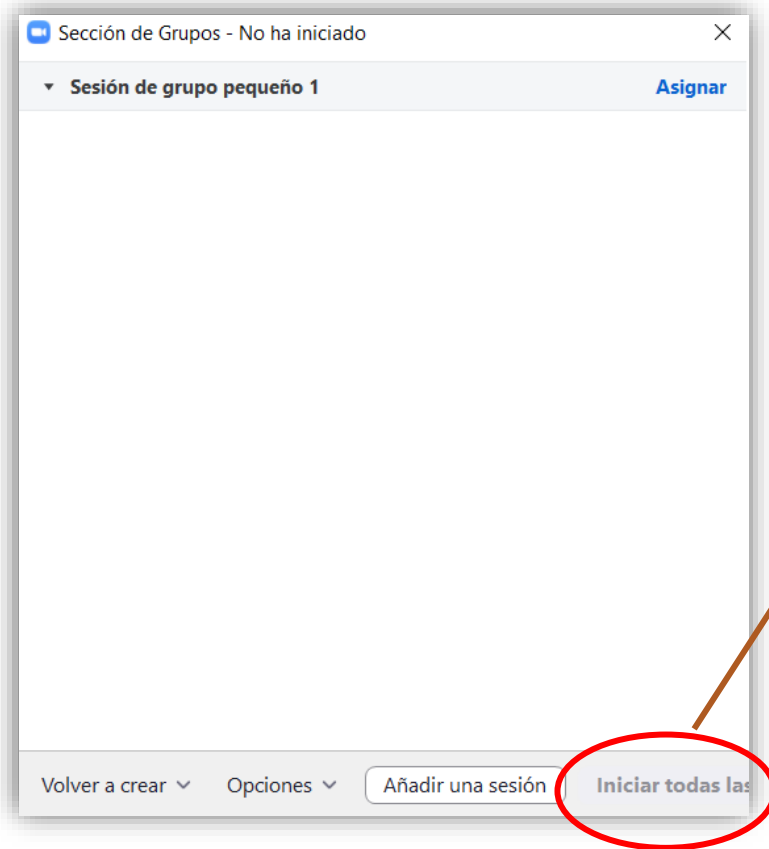 Sección de Grupos - No ha iniciado
Sesión de grupo pequeño 1 Asignar
Volver a crear Opciones Añadir una sesión Iniciar todas las